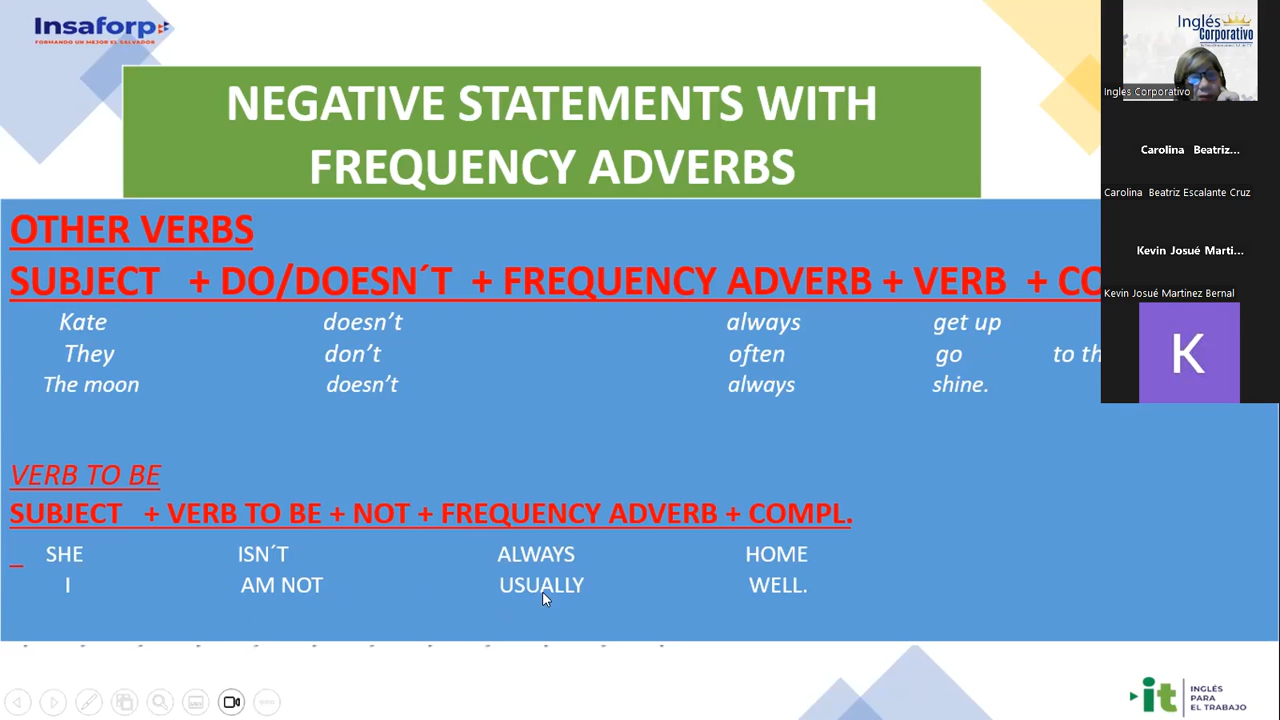 Insaforp
FORMANDO UN MEJOR EL SALVADOR
NEGATIVE STATEMENTS WITH
FREQUENCY ADVERBS
OTHER VERBS
SUBJECT + DO/DOESN´T + FREQUENCY ADVERB + VERB + CO
Kate doesn’t always get up
They don’t often go to th
The moon doesn’t always shine.
VERB TO BE
SUBJECT + VERB TO BE + NOT + FREQUENCY ADVERB + COMPL.
_ SHE ISN´T ALWAYS HOME
I AM NOT USUALLY WELL.
Inglés
Corporativo
Ingles Corporativo
Carolina Beatriz...
Carolina Beatriz Escalante Cruz
Kevin Josué Marti...
Kevin Josué Martinez Bernal
K
it
INGLÉS
PARA
EL TRABAJO